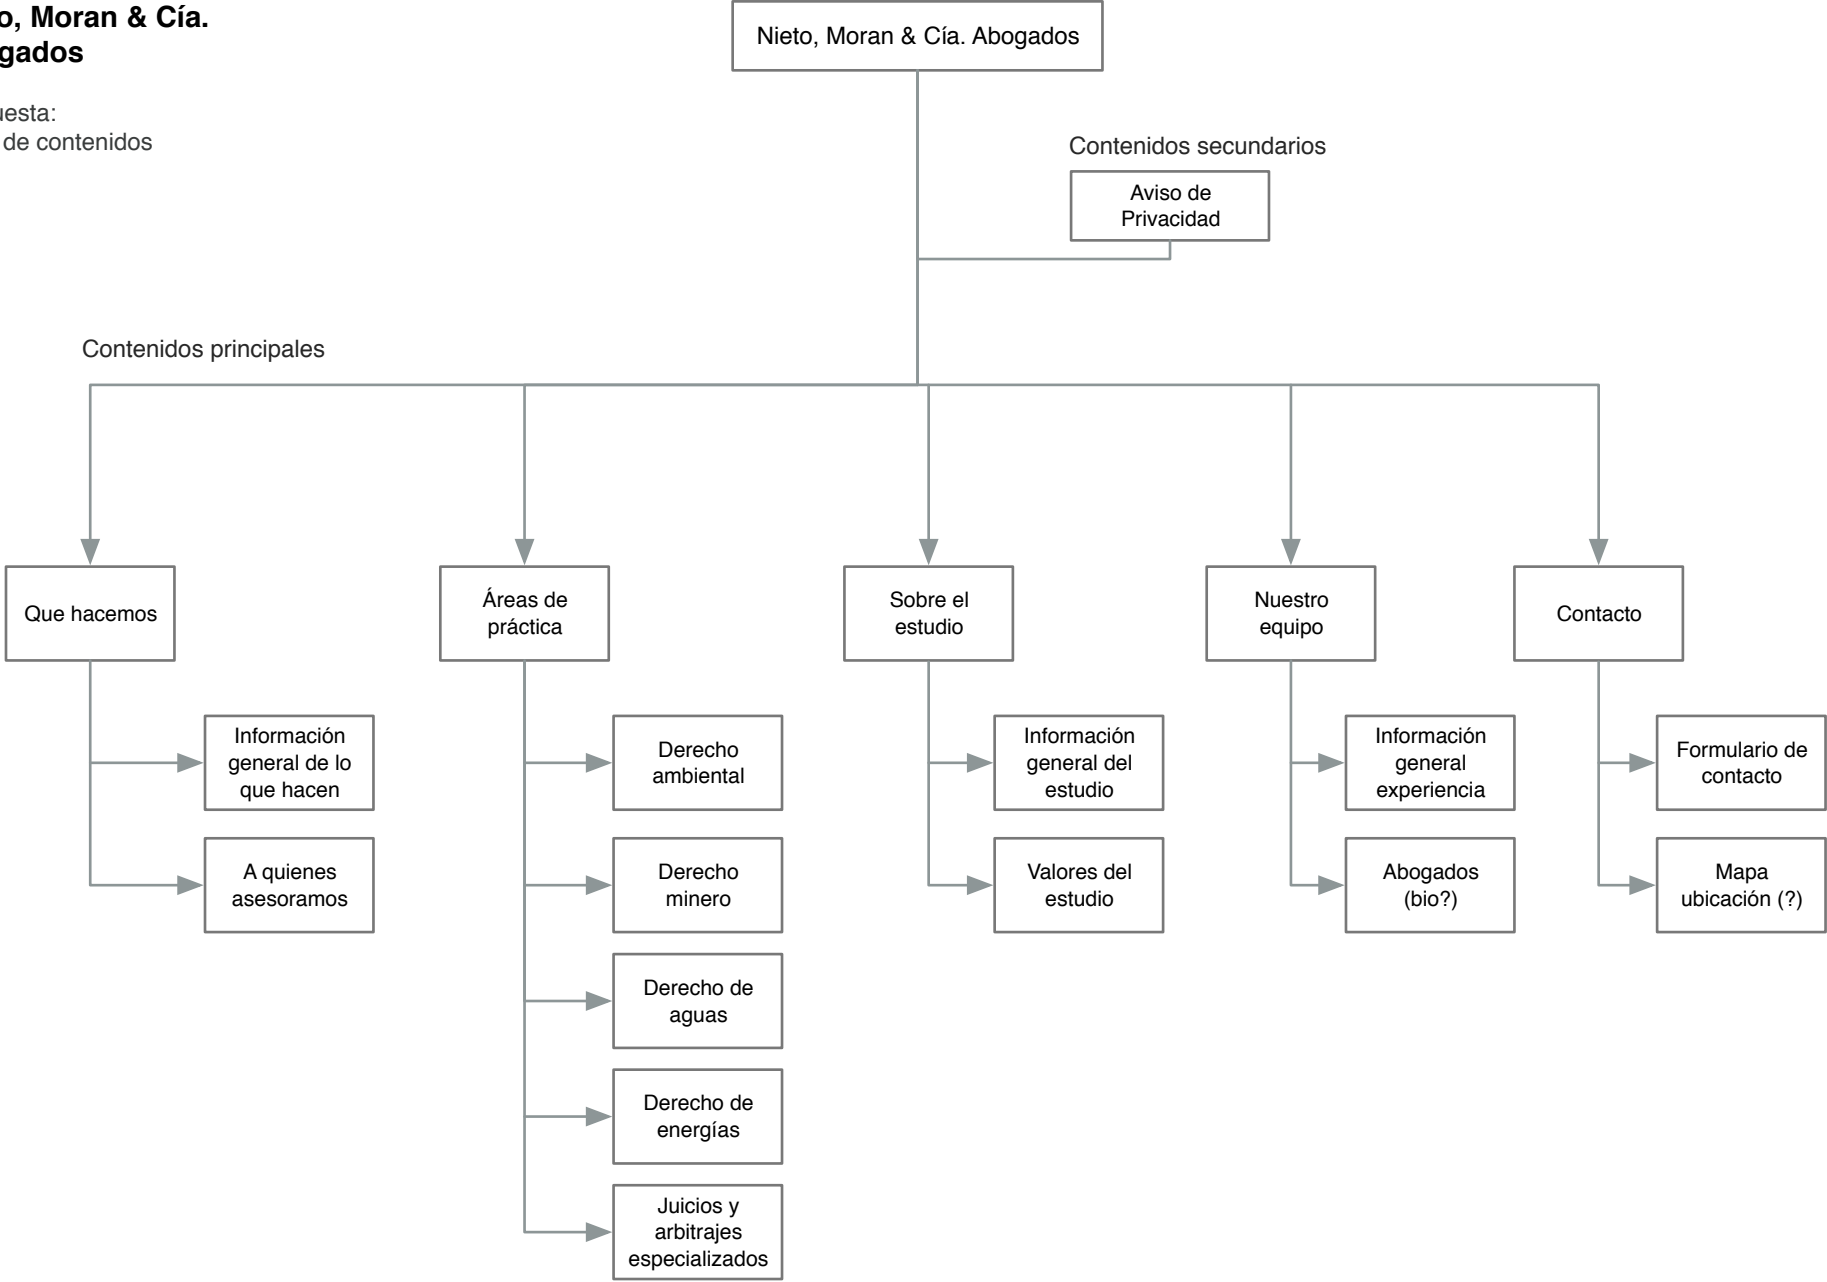 o, Moran & Cía.
gados
uesta:
de contenidos
Nieto, Moran & Cía. Abogados
Contenidos secundarios
Aviso de
Privacidad
Contenidos principales
Que hacemos
Información
general de lo
que hacen
A quienes
asesoramos
Áreas de
práctica
Derecho
ambiental
Derecho
minero
Derecho de
aguas
Derecho de
energías
Juicios y
arbitrajes
especializados
Sobre el
estudio
Información
general del
estudio
Valores del
estudio
Nuestro
equipo
Información
general
experiencia
Abogados
(bio?)
Contacto
Formulario de
contacto
Mapa
ubicación (?)